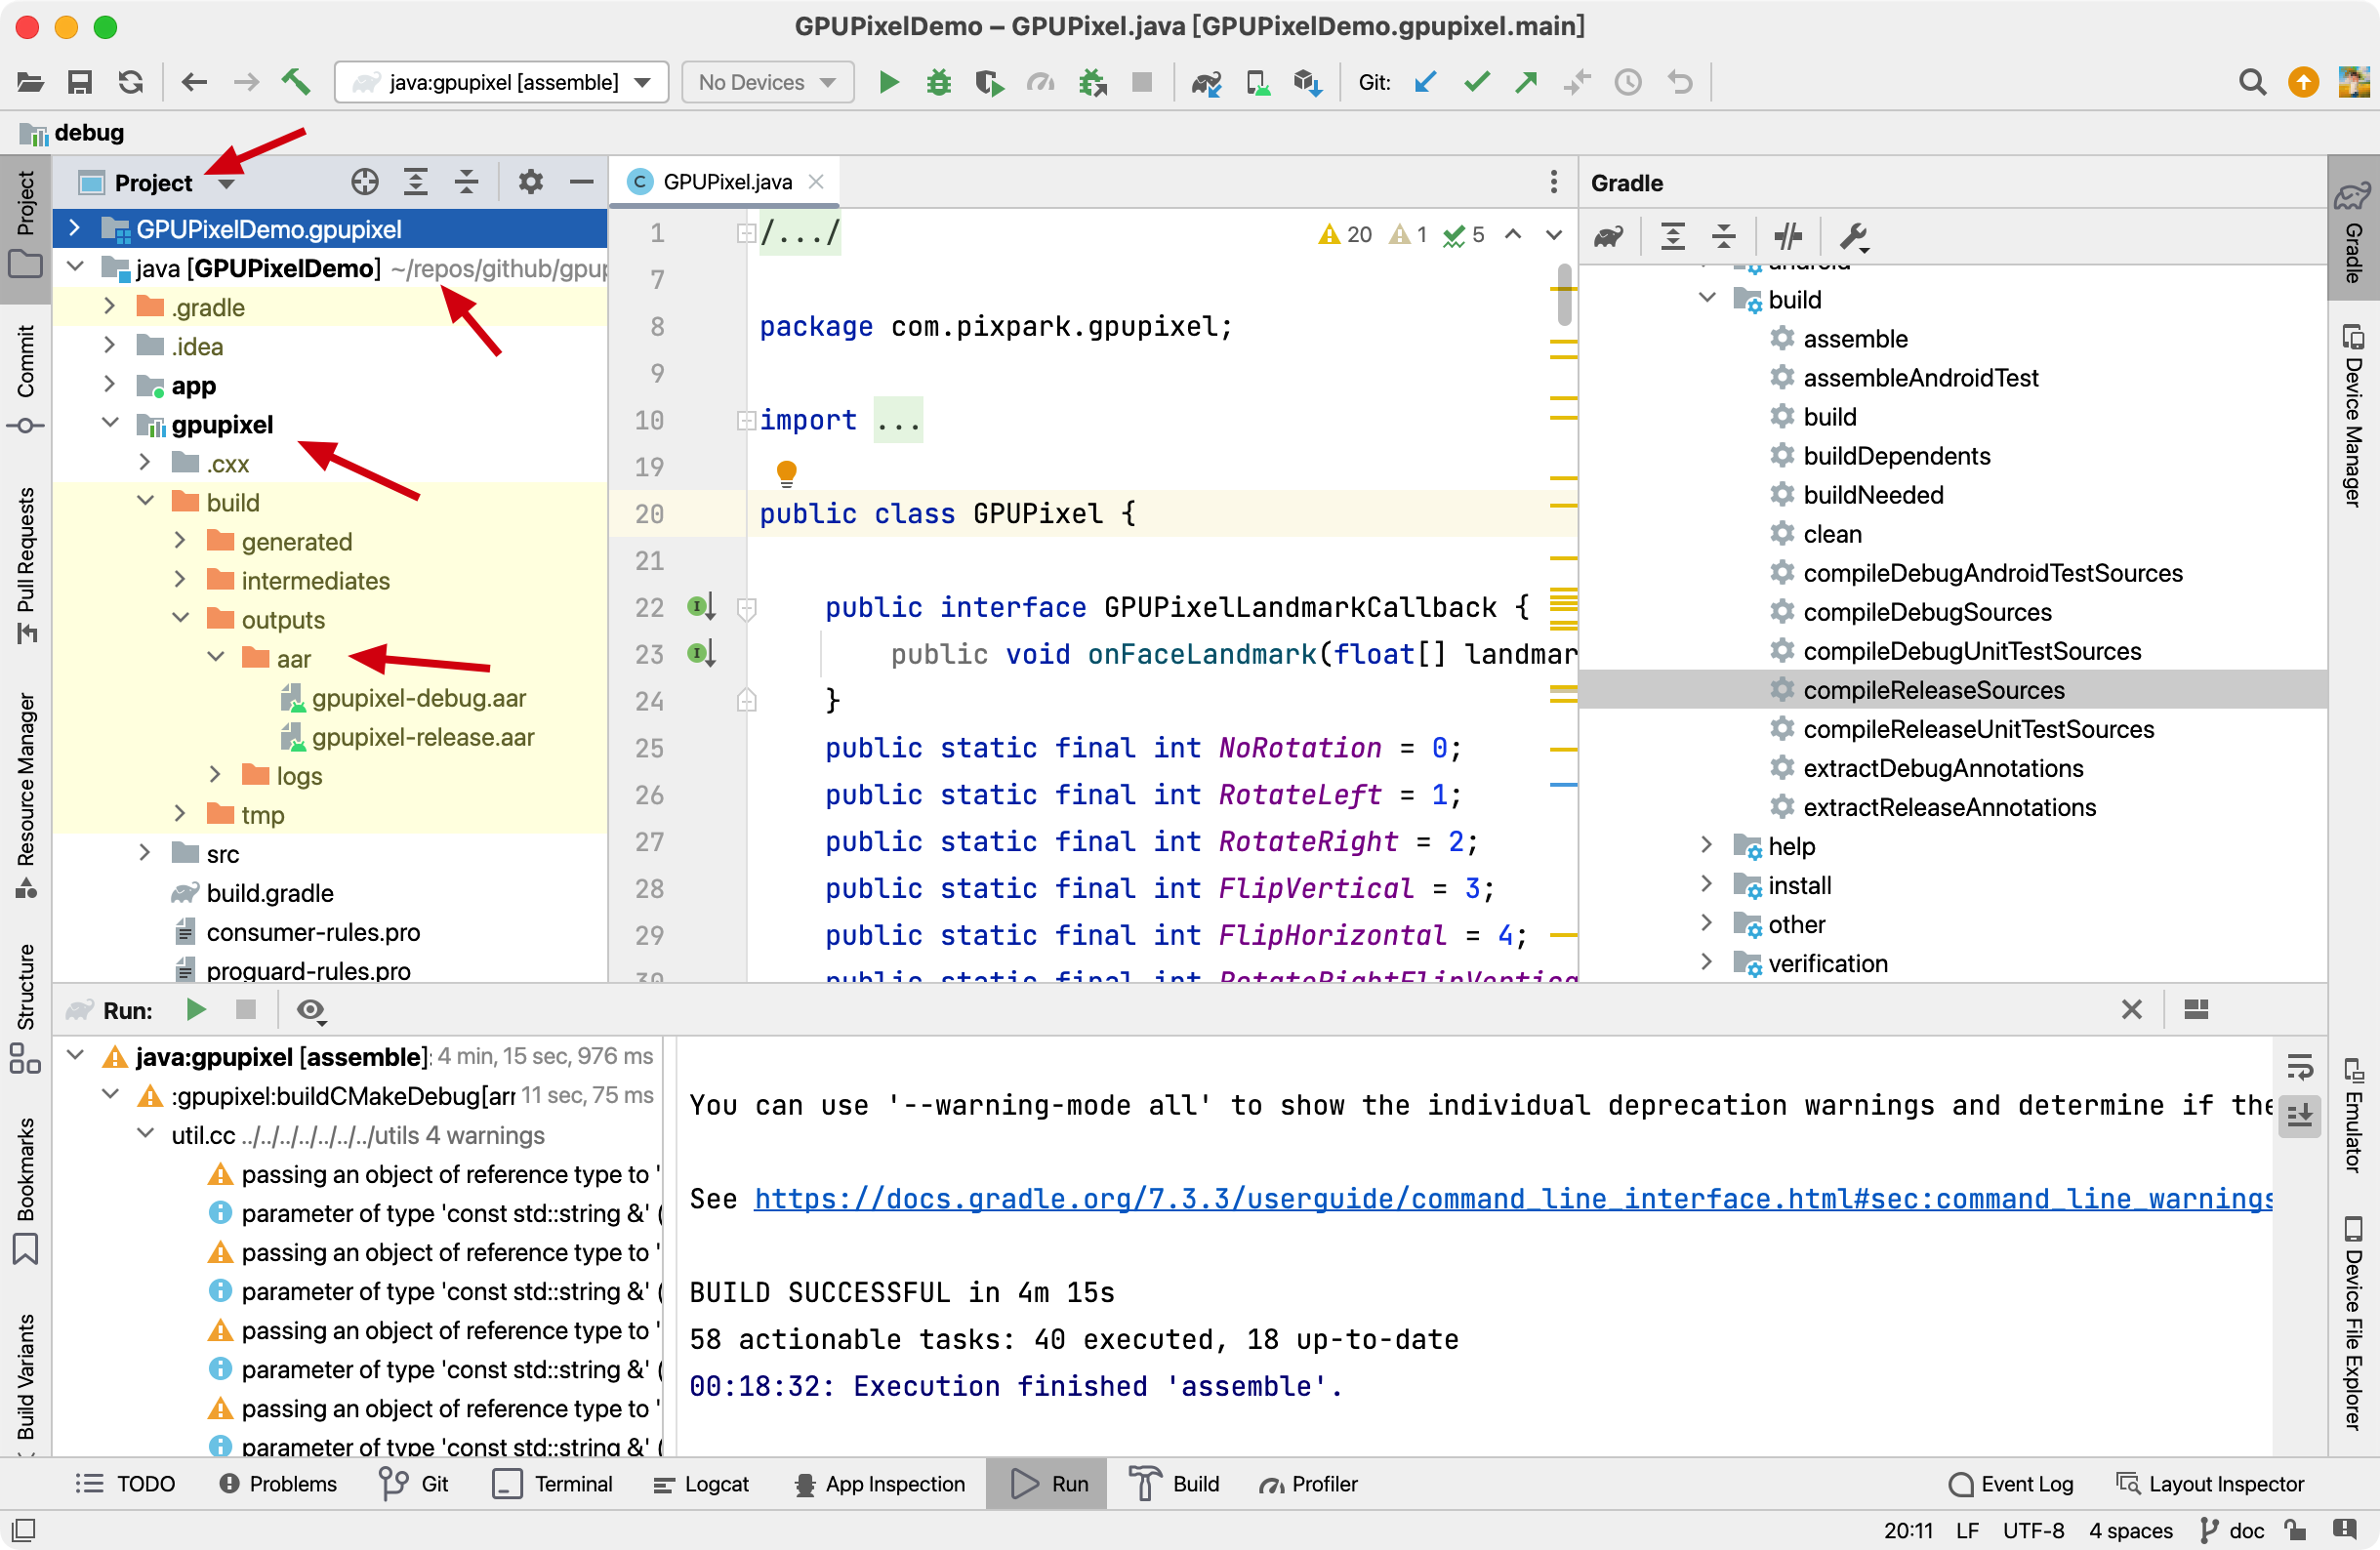 GPUPixelDemo – GPUPixel.java [GPUPixelDemo.gpupixel.main]
java:gpupixel [assemble]
No Devices
Git:
debug
Project
Commit
Pull Requests
Resource Manager
Structure
Bookmarks
Build Variants
Project
GPUPixelDemo.gpupixel
java [GPUPixelDemo] ~/repos/github/gpup
.gradle
.idea
app
gpupixel
.cxx
build
generated
intermediates
outputs
aar
gpupixel-debug.aar
gpupixel-release.aar
logs
tmp
src
build.gradle
consumer-rules.pro
proguard-rules.pro
GPUPixel.java
20 1 5
1 /.../
7
8 package com.pixpark.gpupixel;
9
10 import ...
19
20 public class GPUPixel {
21
22 public interface GPUPixelLandmarkCallback {
23 public void onFaceLandmark(float[] landmar
24 }
25 public static final int NoRotation = 0;
26 public static final int RotateLeft = 1;
27 public static final int RotateRight = 2;
28 public static final int FlipVertical = 3;
29 public static final int FlipHorizontal = 4;
30 public static final int RotateRightFlipVertica
Gradle
android
build
assemble
assembleAndroidTest
build
buildDependents
buildNeeded
clean
compileDebugAndroidTestSources
compileDebugSources
compileDebugUnitTestSources
compileReleaseSources
compileReleaseUnitTestSources
extractDebugAnnotations
extractReleaseAnnotations
help
install
other
verification
Gradle
Device Manager
Emulator
Device File Explorer
Run:
java:gpupixel [assemble]: 4 min, 15 sec, 976 ms
:gpupixel:buildCMakeDebug[arr 11 sec, 75 ms
util.cc ../../../../../../../utils 4 warnings
passing an object of reference type to '
parameter of type 'const std::string &' (
passing an object of reference type to '
parameter of type 'const std::string &' (
passing an object of reference type to '
parameter of type 'const std::string &' (
passing an object of reference type to '
parameter of type 'const std::string &' (
You can use '--warning-mode all' to show the individual deprecation warnings and determine if the
See https://docs.gradle.org/7.3.3/userguide/command_line_interface.html#sec:command_line_warnings
BUILD SUCCESSFUL in 4m 15s
58 actionable tasks: 40 executed, 18 up-to-date
00:18:32: Execution finished 'assemble'.
TODO
Problems
Git
Terminal
Logcat
App Inspection
Run
Build
Profiler
Event Log
Layout Inspector
20:11 LF UTF-8 4 spaces doc